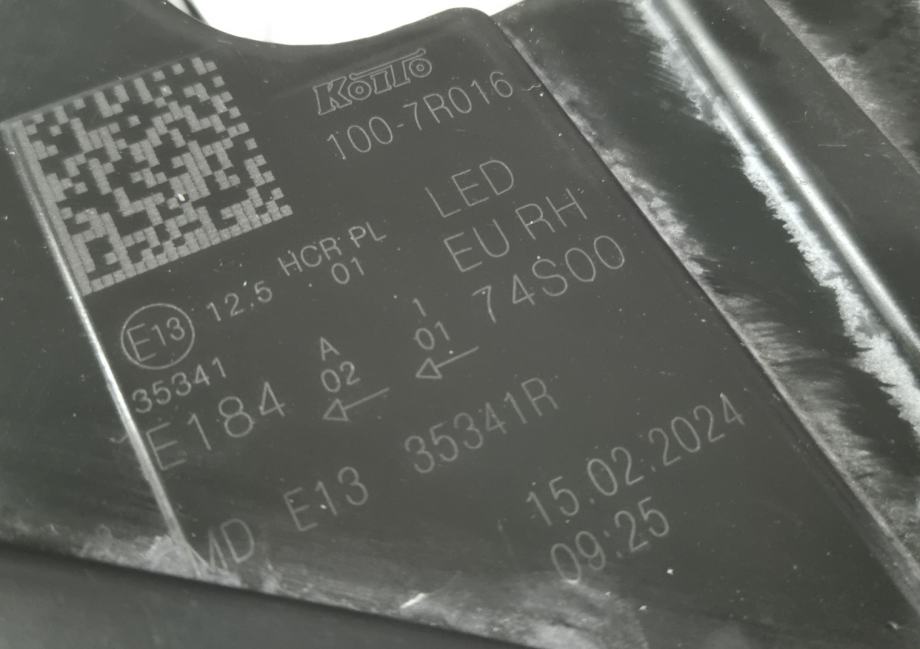 KOITO
100-7R016
LED
HCR PL EU RH
E13 12.5 01 74S00
35341 A 1
E184 02 01
E13 35341R
MD 15.02.2024
09:25